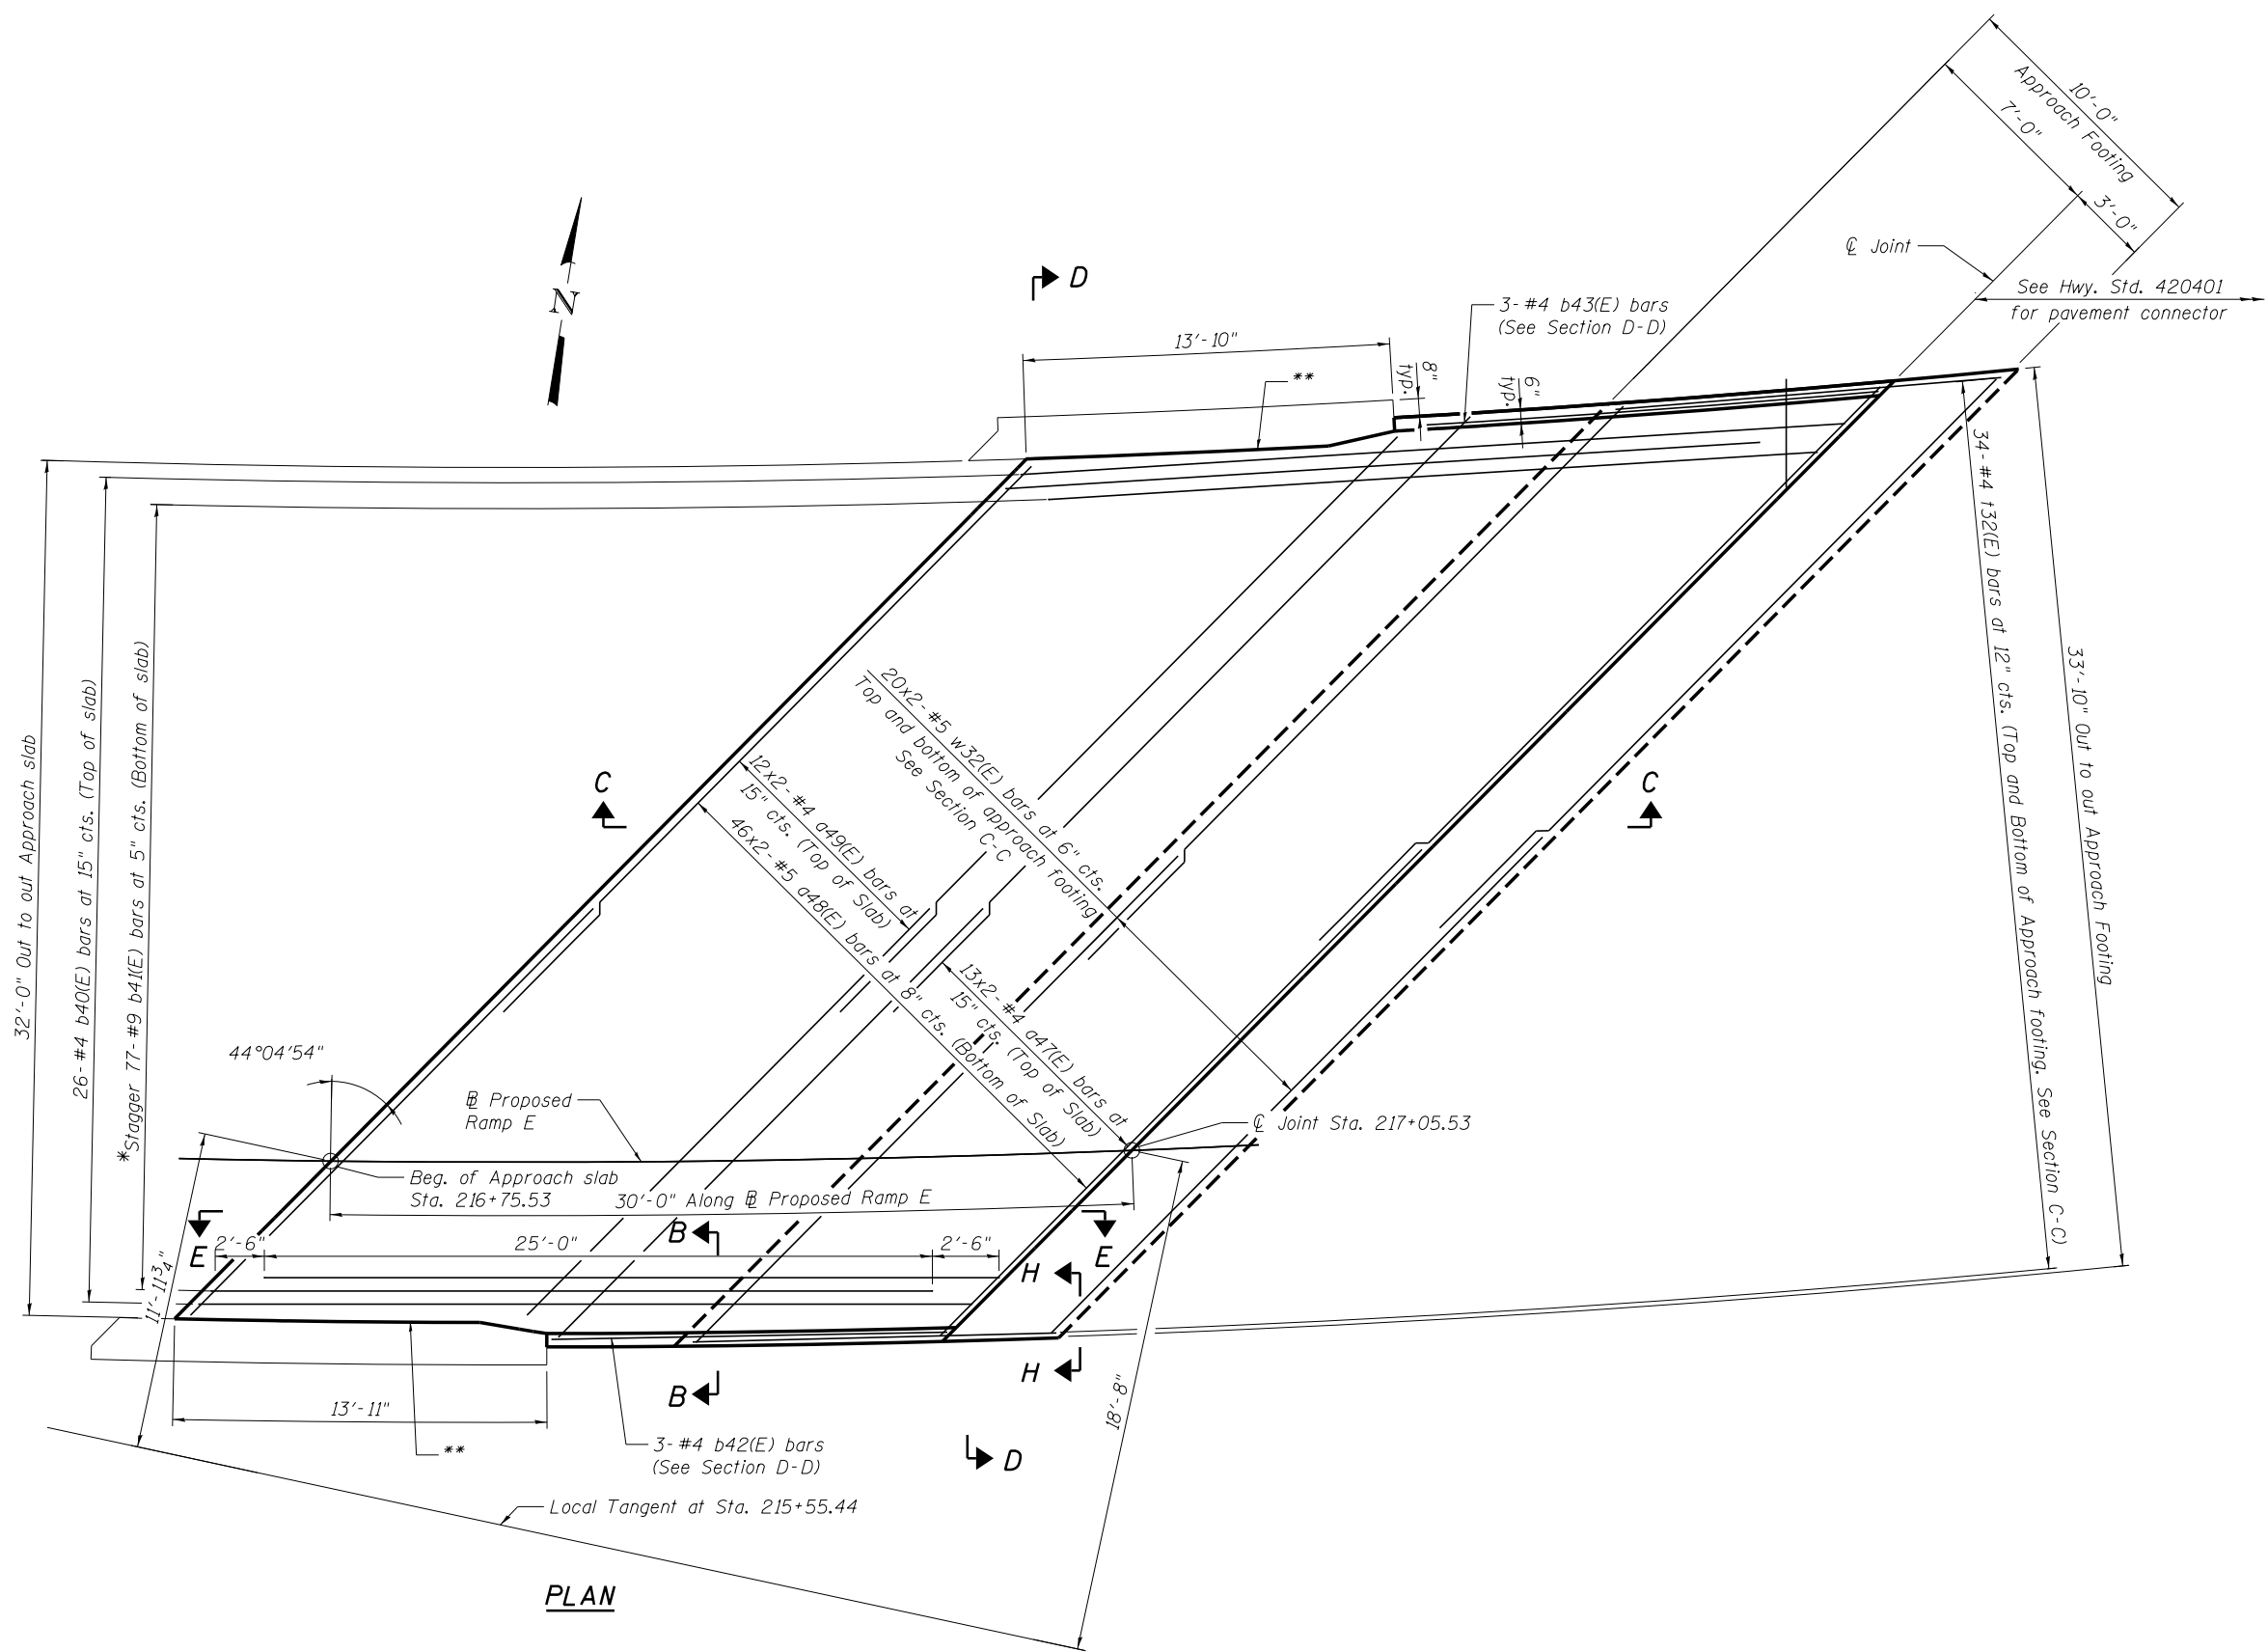 10'-0"
Approach Footing
7'-0"
3'-0"
℄ Joint
See Hwy. Std. 420401
for pavement connector
N
D
3-#4 b43(E) bars
(See Section D-D)
13'-10"
**
8"
typ.
6"
typ.
32'-0" Out to out Approach slab
26-#4 b40(E) bars at 15" cts. (Top of slab)
*Stagger 77-#9 b41(E) bars at 5" cts. (Bottom of slab)
34-#4 t32(E) bars at 12" cts. (Top and Bottom of Approach footing. See Section C-C)
33'-10" Out to out Approach Footing
20x2-#5 w32(E) bars at 6" cts.
Top and bottom of approach footing
See Section C-C
C
C
12x2-#4 a49(E) bars at
15" cts. (Top of Slab)
46x2-#5 a48(E) bars at 8" cts. (Bottom of Slab)
13x2-#4 a47(E) bars at
15" cts. (Top of Slab)
44°04'54"
BL Proposed
Ramp E
℄ Joint Sta. 217+05.53
Beg. of Approach slab
Sta. 216+75.53
30'-0" Along BL Proposed Ramp E
E
2'-6"
25'-0"
B
2'-6"
E
H
11'-11¾"
H
B
13'-11"
**
3-#4 b42(E) bars
(See Section D-D)
D
18'-8"
Local Tangent at Sta. 215+55.44
PLAN